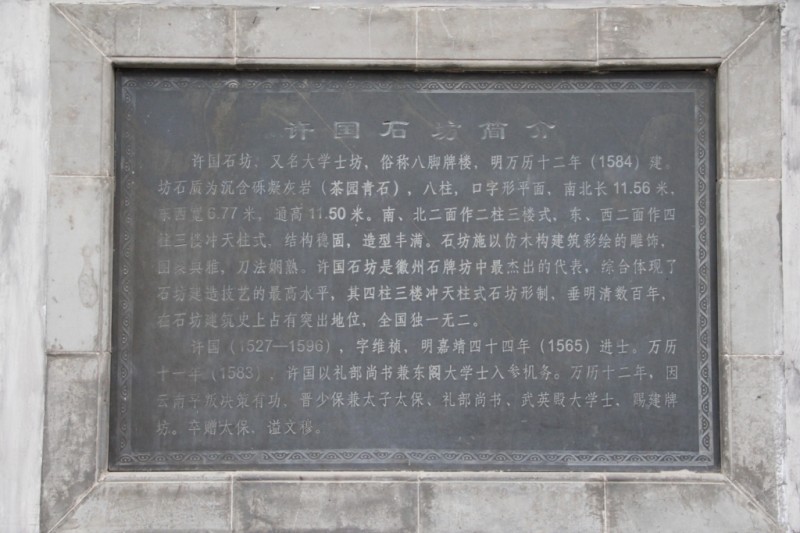 许国石坊简介
许国石坊，又名大学士坊，俗称八脚牌楼，明万历十二年（1584）建。
坊石质为沉含砾凝灰岩（茶园青石），八柱，口字形平面，南北长11.56米，
东西宽6.77米，通高11.50米。南、北二面作二柱三楼式，东、西二面作四
柱三楼冲天柱式，结构稳固，造型丰满。石坊施以仿木构建筑彩绘的雕饰，
图案典雅，刀法娴熟。许国石坊是徽州石牌坊中最杰出的代表，综合体现了
石坊建造技艺的最高水平，其四柱三楼冲天柱式石坊形制，垂明清数百年，
在石坊建筑史上占有突出地位，全国独一无二。
许国（1527—1596），字维桢，明嘉靖四十四年（1565）进士。万历
十一年（1583），许国以礼部尚书兼东阁大学士入参机务。万历十二年，因
云南平叛决策有功，晋少保兼太子太保、礼部尚书、武英殿大学士，赐建牌
坊。卒赠太保，谥文穆。